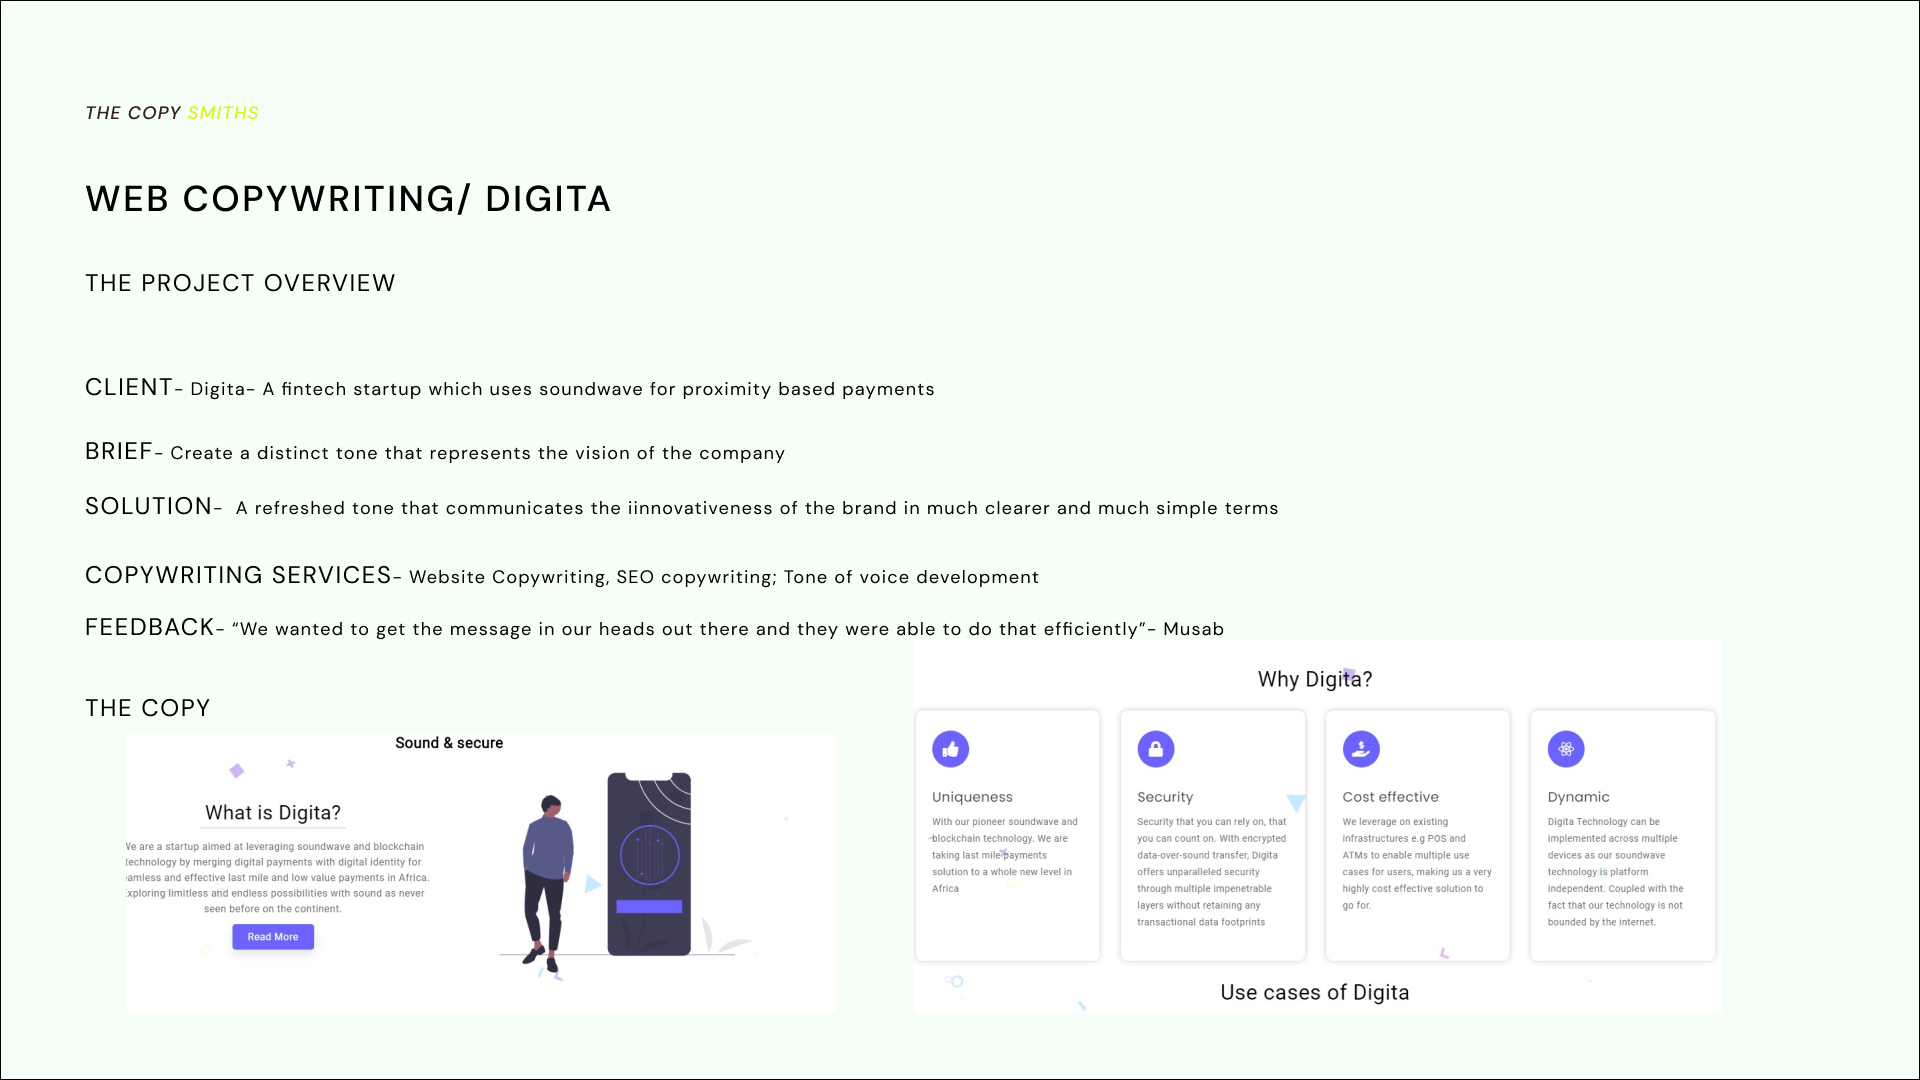 THE COPY SMITHS
WEB COPYWRITING/ DIGITA
THE PROJECT OVERVIEW
CLIENT- Digita- A fintech startup which uses soundwave for proximity based payments
BRIEF- Create a distinct tone that represents the vision of the company
SOLUTION- A refreshed tone that communicates the iinnovativeness of the brand in much clearer and much simple terms
COPYWRITING SERVICES- Website Copywriting, SEO copywriting; Tone of voice development
FEEDBACK- “We wanted to get the message in our heads out there and they were able to do that efficiently”- Musab
THE COPY
Sound & secure
What is Digita?
We are a startup aimed at leveraging soundwave and blockchain
technology by merging digital payments with digital identity for
eamless and effective last mile and low value payments in Africa.
Exploring limitless and endless possibilities with sound as never
seen before on the continent.
Read More
Why Digita?
Uniqueness
With our pioneer soundwave and
blockchain technology. We are
taking last mile payments
solution to a whole new level in
Africa
Security
Security that you can rely on, that
you can count on. With encrypted
data-over-sound transfer, Digita
offers unparalleled security
through multiple impenetrable
layers without retaining any
transactional data footprints
Cost effective
We leverage on existing
infrastructures e.g POS and
ATMs to enable multiple use
cases for users, making us a very
highly cost effective solution to
go for.
Dynamic
Digita Technology can be
implemented across multiple
devices as our soundwave
technology is platform
independent. Coupled with the
fact that our technology is not
bounded by the internet.
Use cases of Digita